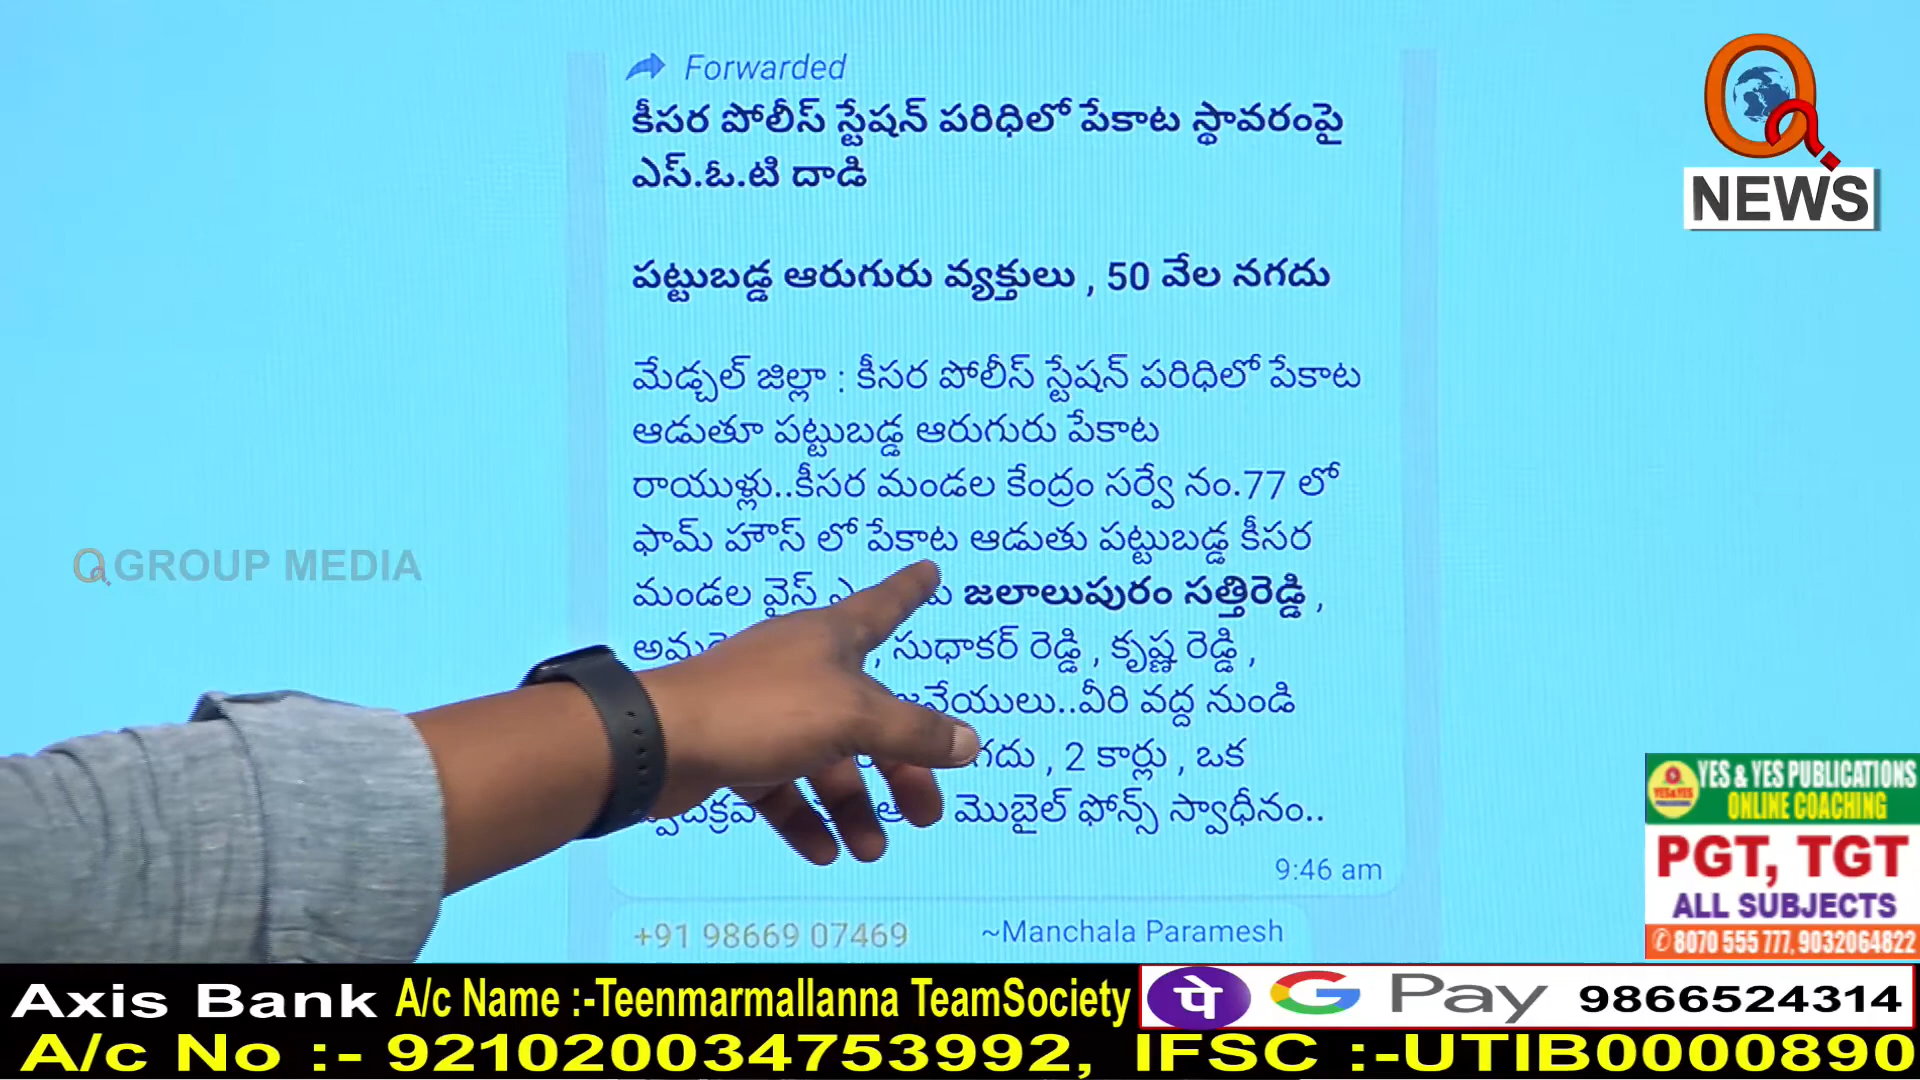 Forwarded
కీసర పోలీస్ స్టేషన్ పరిధిలో పేకాట స్థావరంపై
ఎస్.ఓ.టి దాడి
పట్టుబడ్డ ఆరుగురు వ్యక్తులు , 50 వేల నగదు
మేడ్చల్ జిల్లా : కీసర పోలీస్ స్టేషన్ పరిధిలో పేకాట
ఆడుతూ పట్టుబడ్డ ఆరుగురు పేకాట
రాయుళ్లు..కీసర మండల కేంద్రం సర్వే నం.77 లో
ఫామ్ హౌస్ లో పేకాట ఆడుతు పట్టుబడ్డ కీసర
మండల వైస్ జలాలుపురం సత్తిరెడ్డి ,
, సుధాకర్ రెడ్డి , కృష్ణ రెడ్డి ,
వీరి వద్ద నుండి
, 2 కార్లు , ఒక
మొబైల్ ఫోన్స్ స్వాధీనం..
9:46 am
+91 98669 07469 ~Manchala Paramesh
Q NEWS
Q GROUP MEDIA
YES & YES PUBLICATIONS
ONLINE COACHING
PGT, TGT
ALL SUBJECTS
8070 555 777, 9032064822
Axis Bank A/c Name :-Teenmarmallanna TeamSociety पे G Pay 9866524314
A/c No :- 921020034753992, IFSC :-UTIB0000890